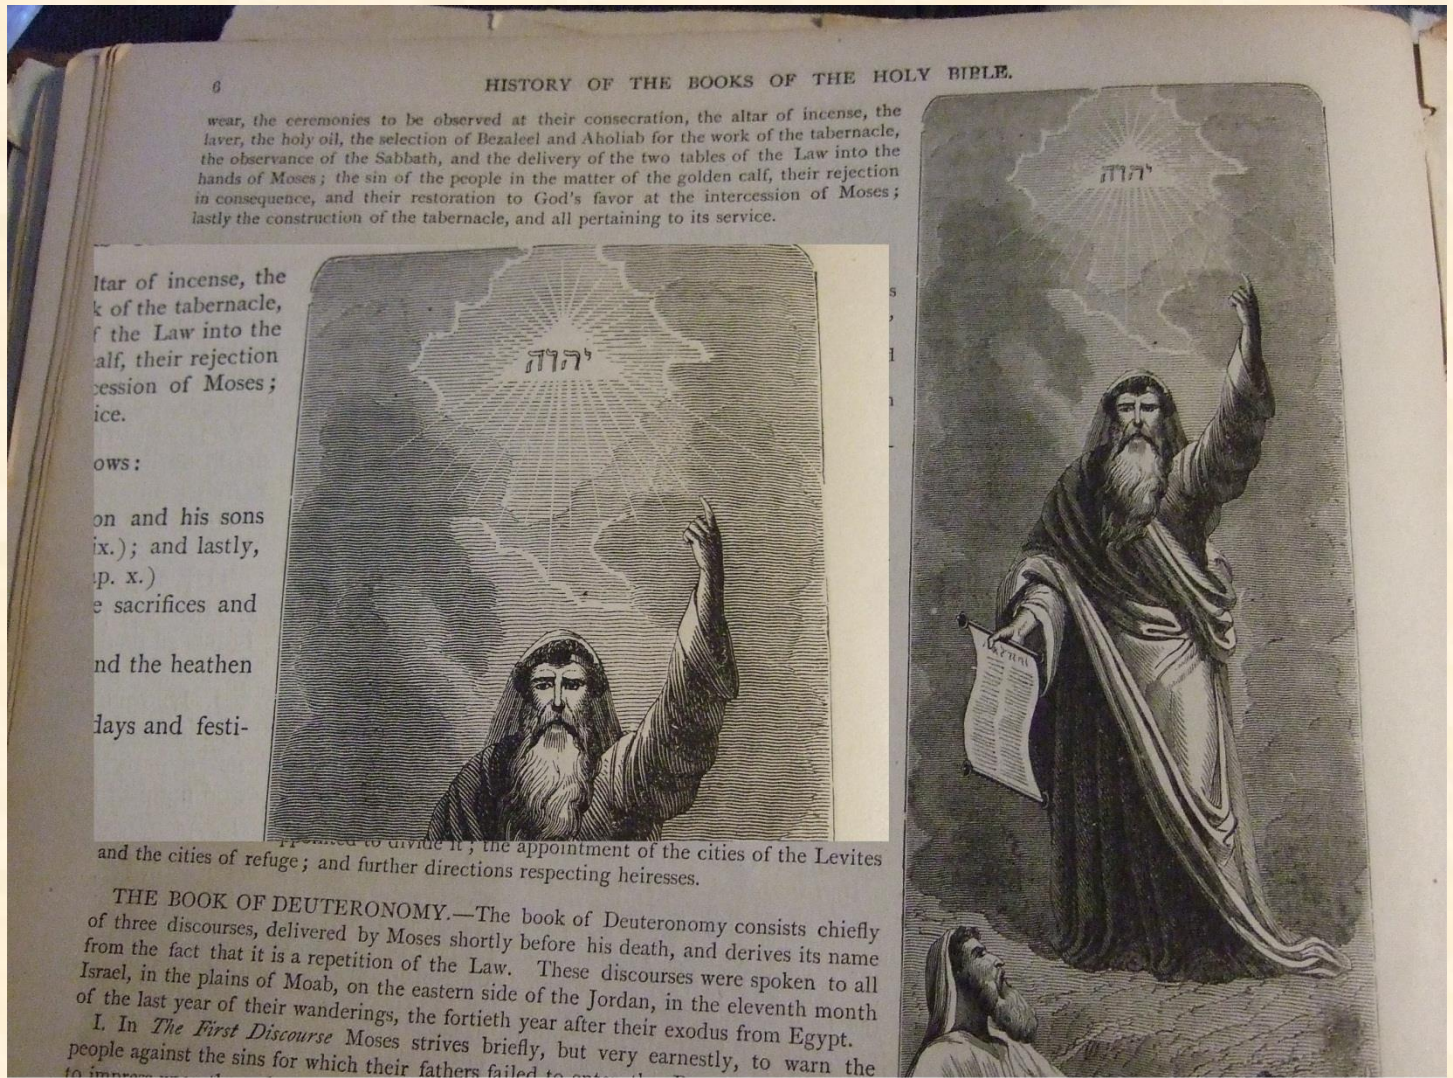 6
HISTORY OF THE BOOKS OF THE HOLY BIBLE.
wear, the ceremonies to be observed at their consecration, the altar of incense, the
laver, the holy oil, the selection of Bezaleel and Aholiab for the work of the tabernacle,
the observance of the Sabbath, and the delivery of the two tables of the Law into the
hands of Moses; the sin of the people in the matter of the golden calf, their rejection
in consequence, and their restoration to God's favor at the intercession of Moses;
lastly the construction of the tabernacle, and all pertaining to its service.
ltar of incense, the
k of the tabernacle,
f the Law into the
alf, their rejection
cession of Moses;
ice.
ows:
on and his sons
ix.); and lastly,
p. x.)
e sacrifices and
nd the heathen
days and festi-
יהוה
to divide it; the appointment of the cities of the Levites
and the cities of refuge; and further directions respecting heiresses.
THE BOOK OF DEUTERONOMY.—The book of Deuteronomy consists chiefly
of three discourses, delivered by Moses shortly before his death, and derives its name
from the fact that it is a repetition of the Law. These discourses were spoken to all
Israel, in the plains of Moab, on the eastern side of the Jordan, in the eleventh month
of the last year of their wanderings, the fortieth year after their exodus from Egypt.
I. In The First Discourse Moses strives briefly, but very earnestly, to warn the
people against the sins for which their fathers failed to
יהוה